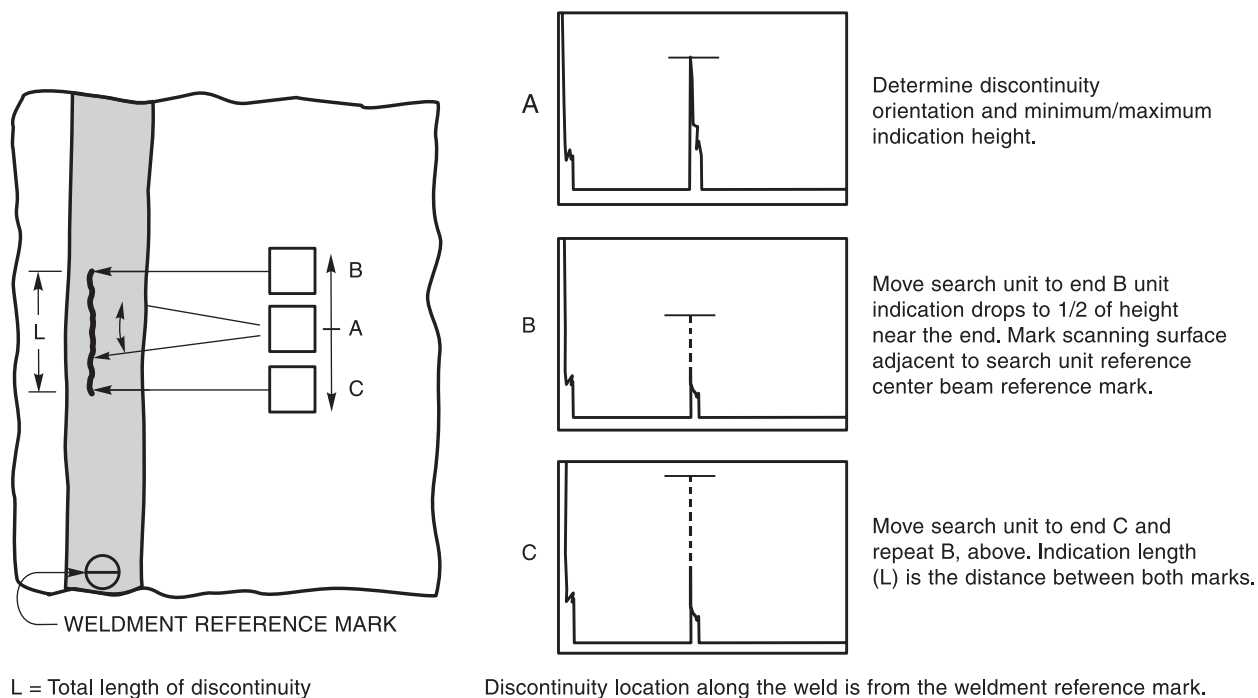 B
A
C
L
WELDMENT REFERENCE MARK
L = Total length of discontinuity
A
Determine discontinuity
orientation and minimum/maximum
indication height.
B
Move search unit to end B unit
indication drops to 1/2 of height
near the end. Mark scanning surface
adjacent to search unit reference
center beam reference mark.
C
Move search unit to end C and
repeat B, above. Indication length
(L) is the distance between both marks.
Discontinuity location along the weld is from the weldment reference mark.